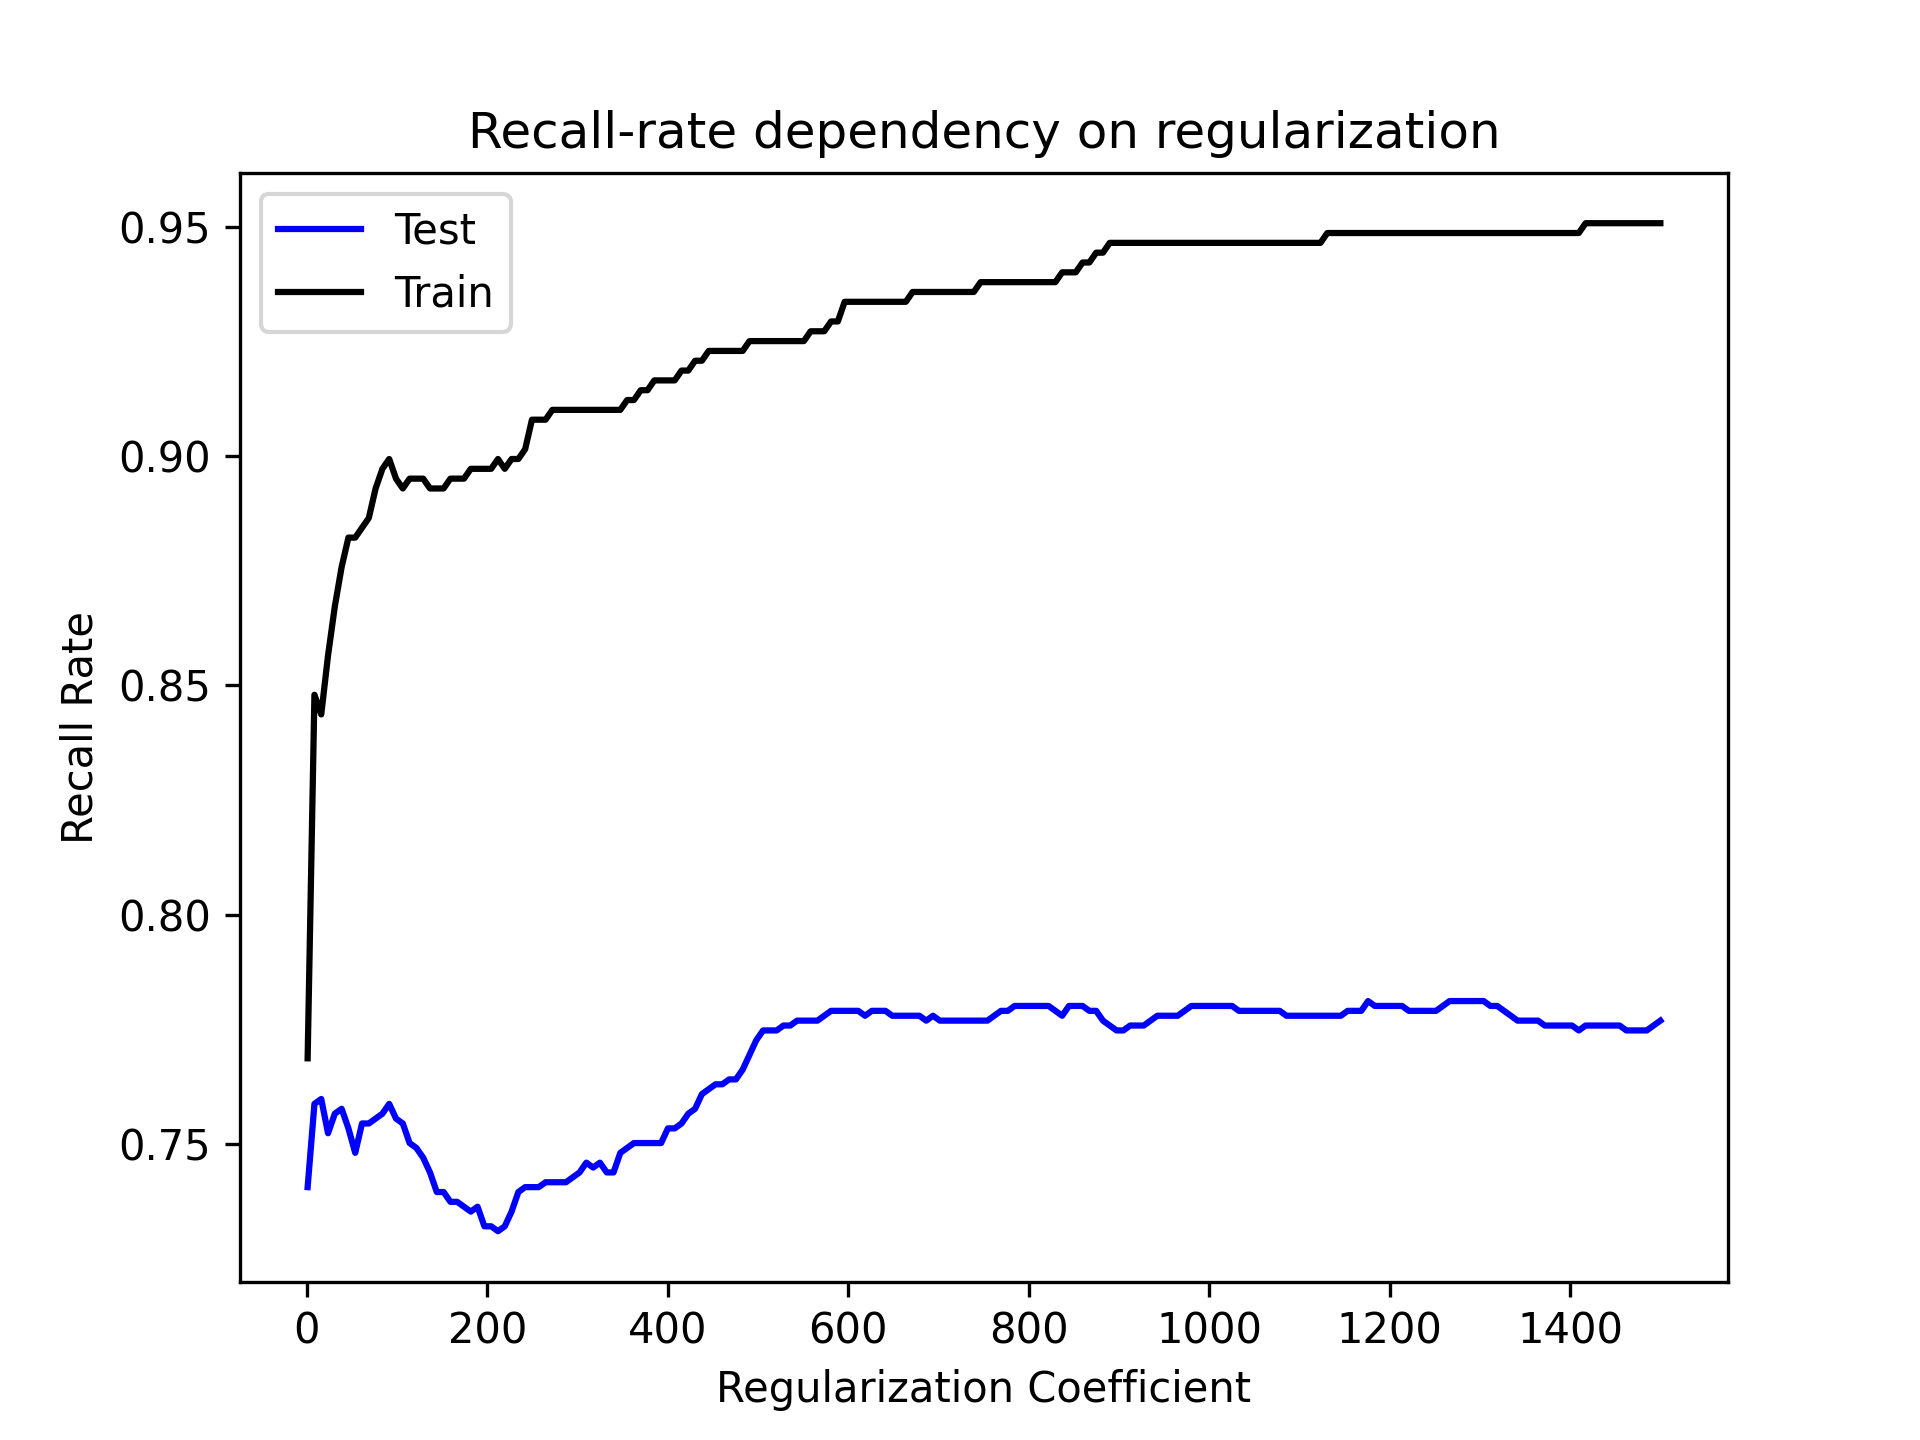 Recall-rate dependency on regularization
Test
Train
0.95
0.90
0.85
0.80
0.75
Recall Rate
0 200 400 600 800 1000 1200 1400
Regularization Coefficient